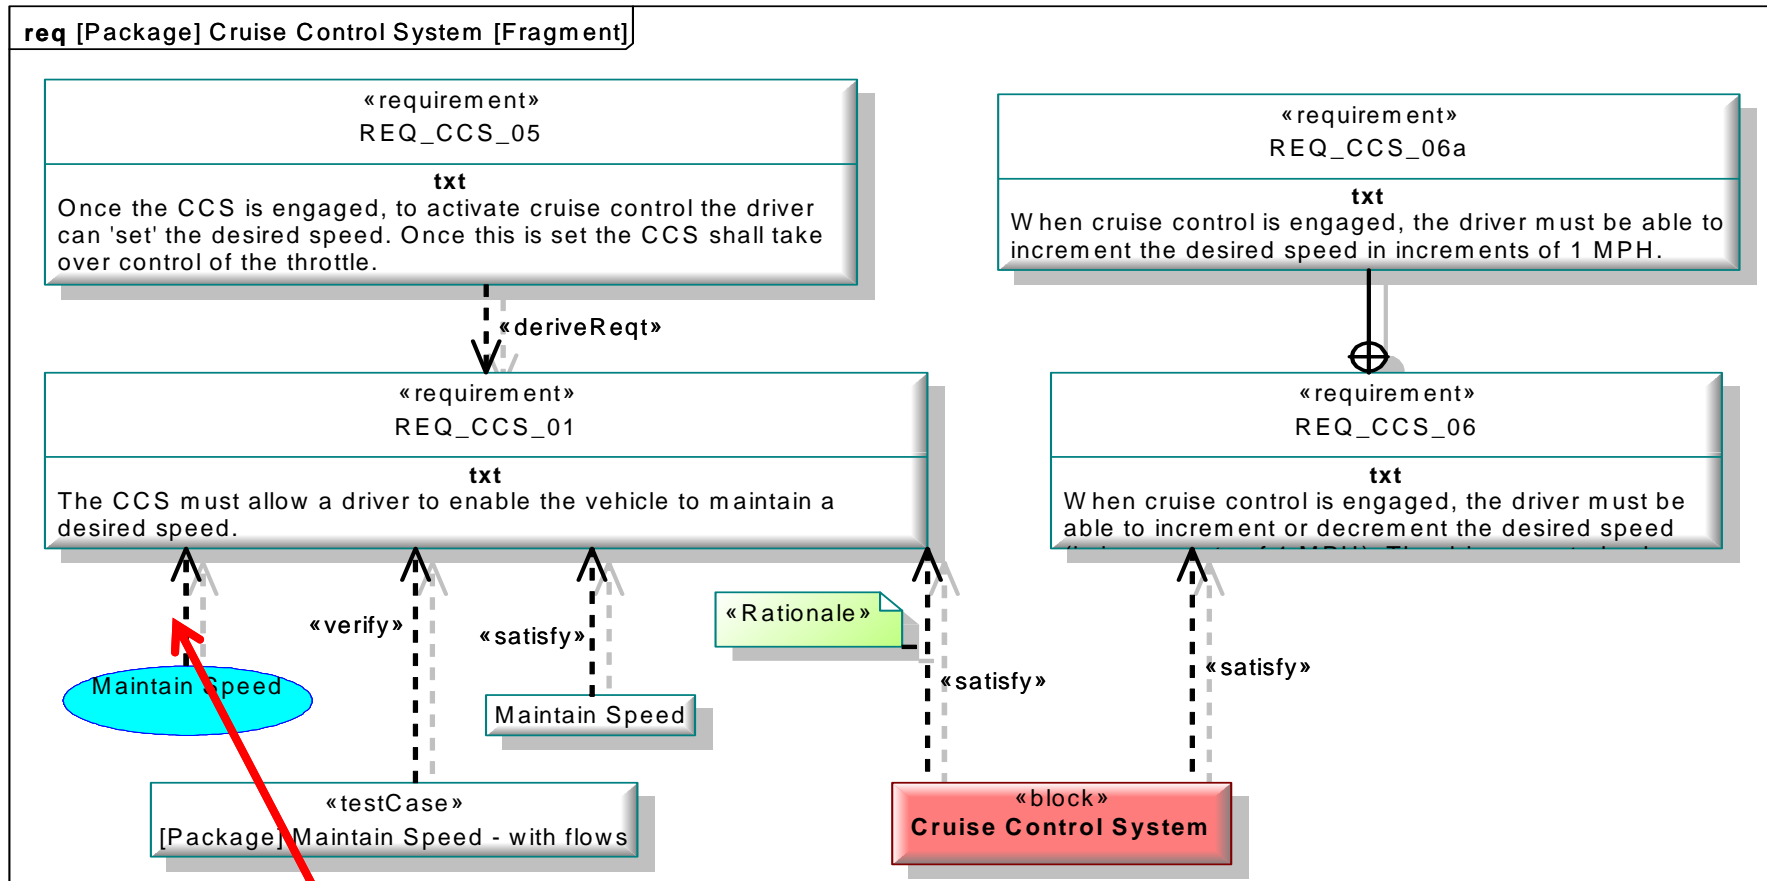 req [Package] Cruise Control System [Fragment]
«requirement»
REQ_CCS_05
txt
Once the CCS is engaged, to activate cruise control the driver
can 'set' the desired speed. Once this is set the CCS shall take
over control of the throttle.
«requirement»
REQ_CCS_06a
txt
When cruise control is engaged, the driver must be able to
increment the desired speed in increments of 1 MPH.
«deriveReqt»
«requirement»
REQ_CCS_01
txt
The CCS must allow a driver to enable the vehicle to maintain a
desired speed.
«requirement»
REQ_CCS_06
txt
When cruise control is engaged, the driver must be
able to increment or decrement the desired speed
«verify»
«satisfy»
«Rationale»
«satisfy»
«satisfy»
Maintain Speed
Maintain Speed
«testCase»
[Package] Maintain Speed - with flows
«block»
Cruise Control System